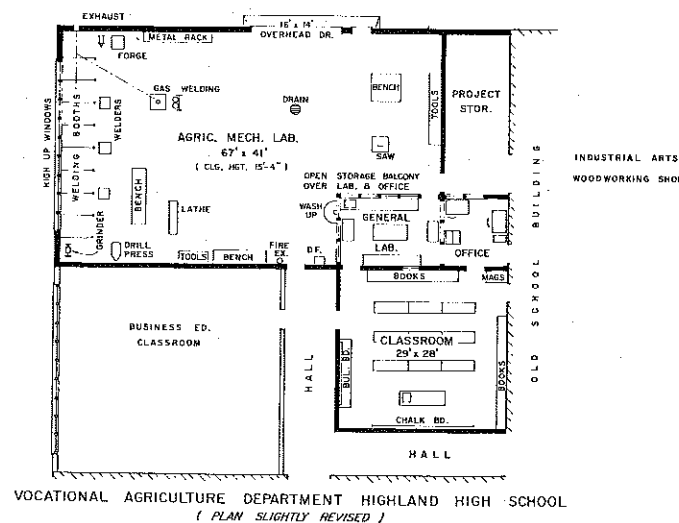 EXHAUST
16' x 14'
OVERHEAD DR.
METAL RACK
FORGE
GAS WELDING
HIGH UP WINDOWS
WELDING BOOTHS
WELDERS
DRAIN
BENCH
TOOLS
PROJECT
STOR.
AGRIC. MECH. LAB.
67' x 41'
( CLG. HGT. 15'-4" )
SAW
INDUSTRIAL ARTS
WOODWORKING SHOP
OPEN STORAGE BALCONY
OVER LAB. & OFFICE
BENCH
LATHE
WASH
UP
GENERAL
LAB.
OFFICE
GRINDER
DRILL
PRESS
TOOLS
BENCH
FIRE
EX.
D.F.
BOOKS
MAGS
OLD SCHOOL BUILDING
BUSINESS ED.
CLASSROOM
HALL
CLASSROOM
29' x 28'
BUL. BD.
BOOKS
CHALK BD.
HALL
VOCATIONAL AGRICULTURE DEPARTMENT HIGHLAND HIGH SCHOOL
( PLAN SLIGHTLY REVISED )